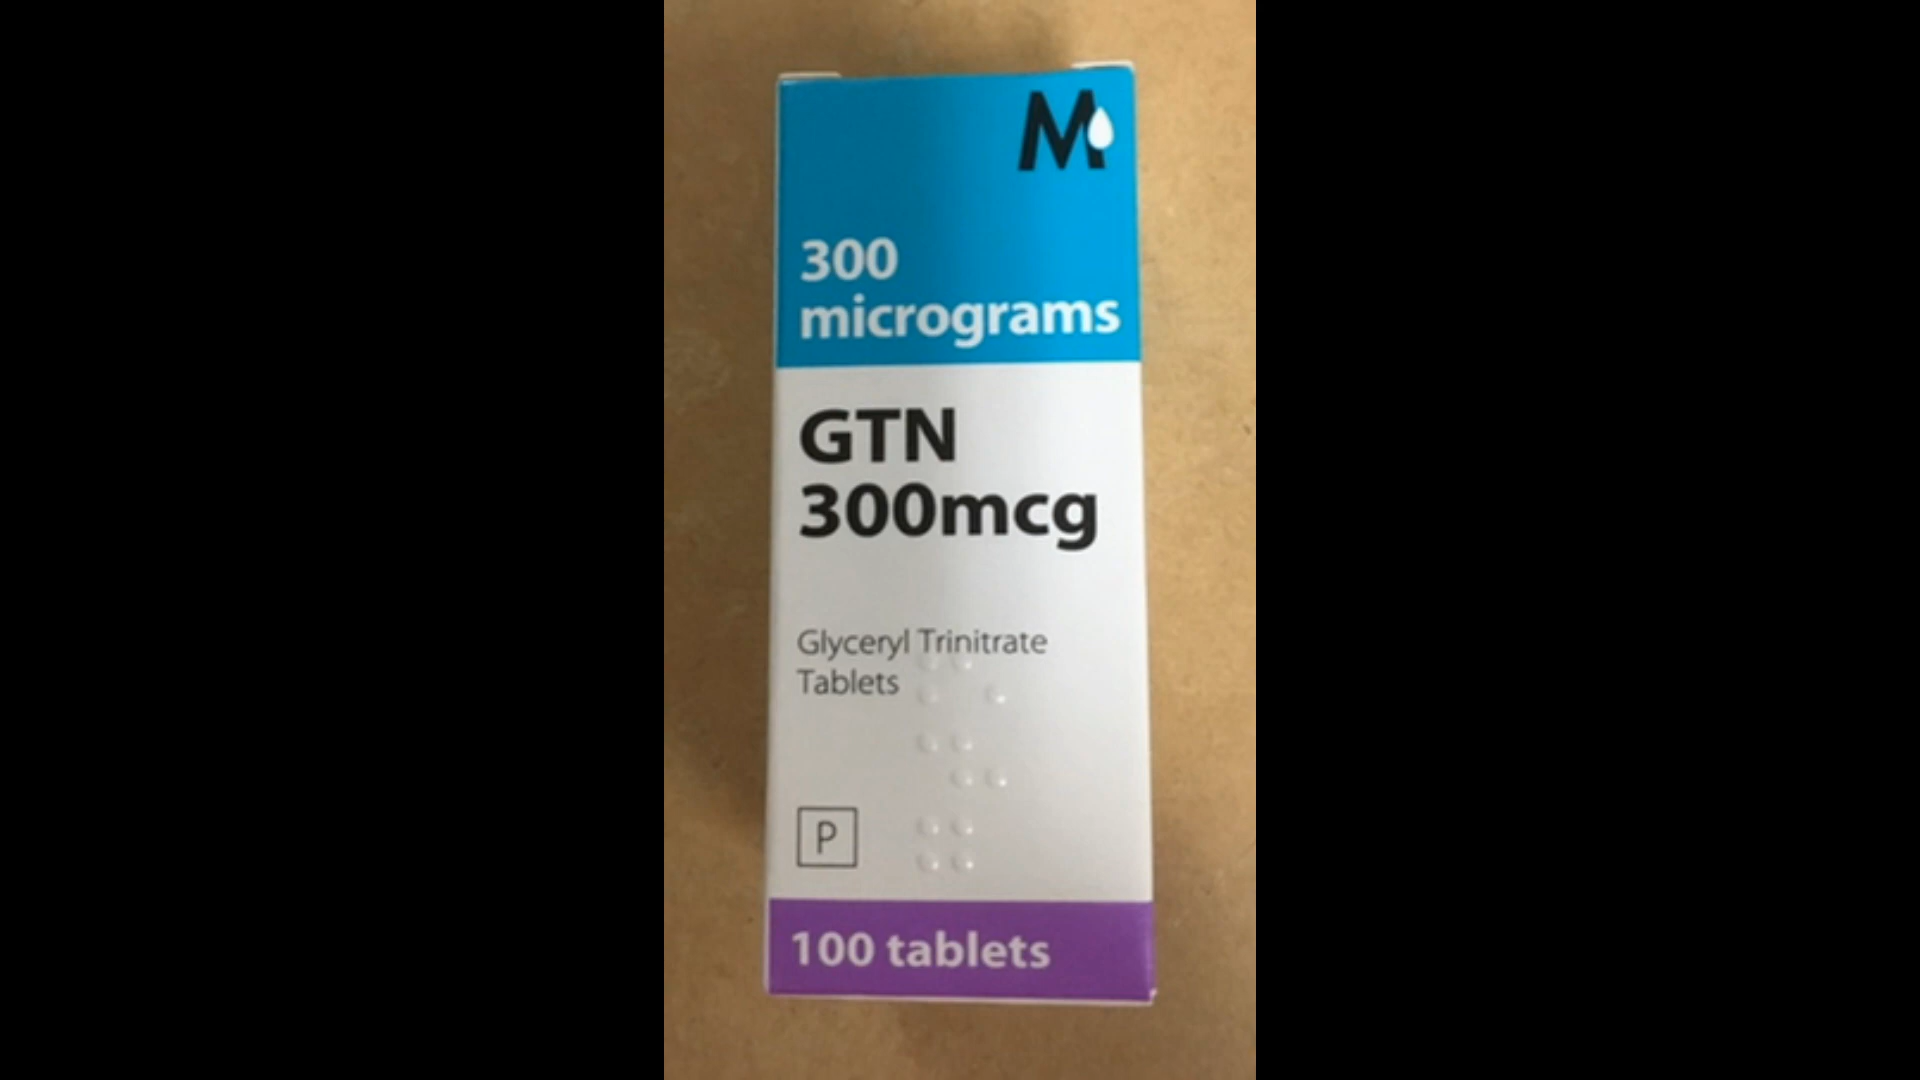 M
300
micrograms
GTN
300mcg
Glyceryl Trinitrate
Tablets
P
100 tablets